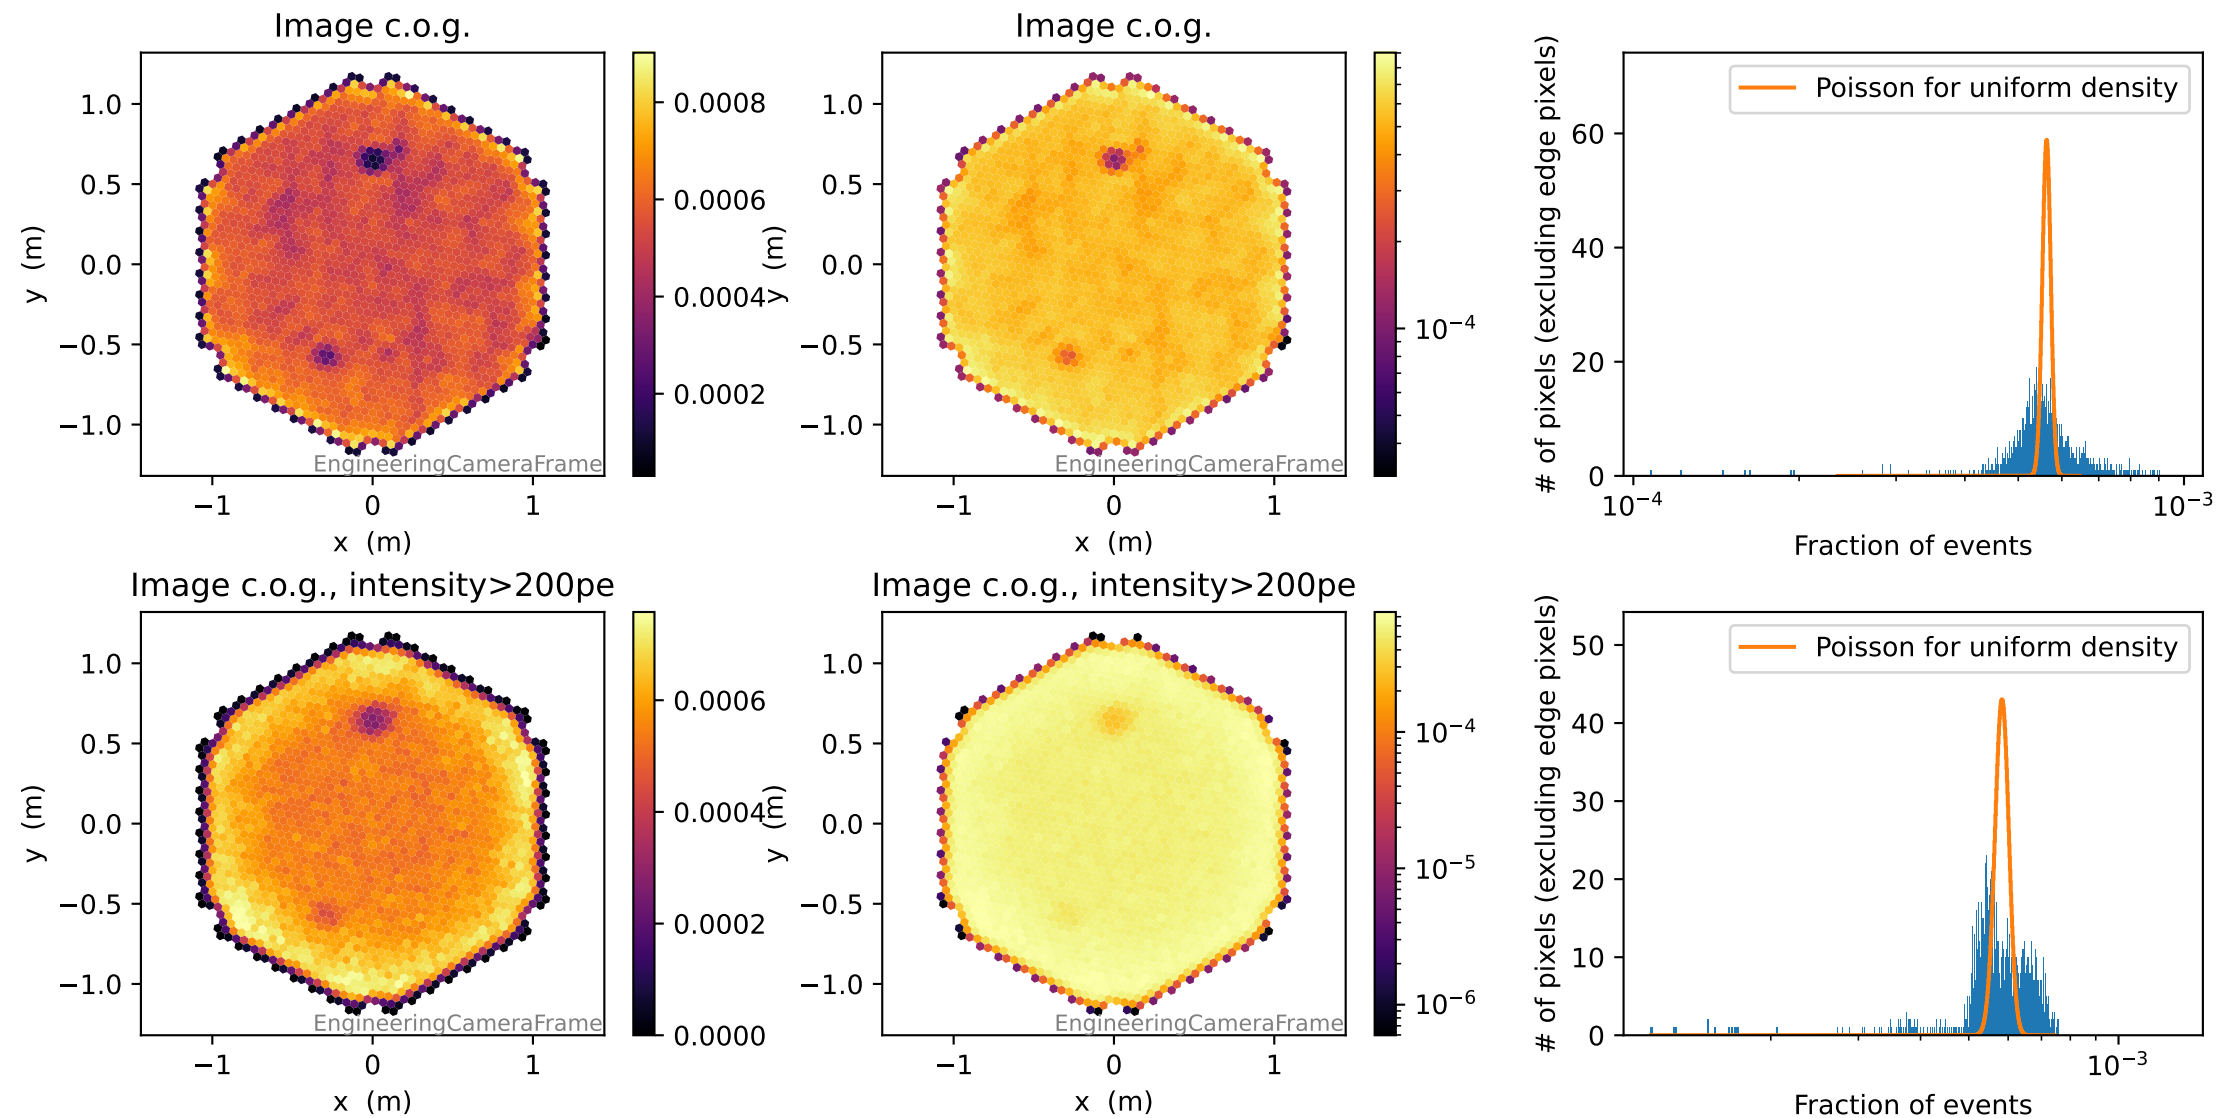 Image c.o.g.
1.0
0.5
0.0
−0.5
−1.0
y (m)
EngineeringCameraFrame
−1
0
1
x (m)
0.0008
0.0006
0.0004
0.0002
Image c.o.g.
1.0
0.5
0.0
−0.5
−1.0
y (m)
EngineeringCameraFrame
−1
0
1
x (m)
10⁻⁴
# of pixels (excluding edge pixels)
60
40
20
0
Poisson for uniform density
10⁻⁴
10⁻³
Fraction of events
Image c.o.g., intensity>200pe
1.0
0.5
0.0
−0.5
−1.0
y (m)
EngineeringCameraFrame
−1
0
1
x (m)
0.0006
0.0004
0.0002
0.0000
Image c.o.g., intensity>200pe
1.0
0.5
0.0
−0.5
−1.0
y (m)
EngineeringCameraFrame
−1
0
1
x (m)
10⁻⁴
10⁻⁵
10⁻⁶
# of pixels (excluding edge pixels)
50
40
30
20
10
0
Poisson for uniform density
10⁻³
Fraction of events